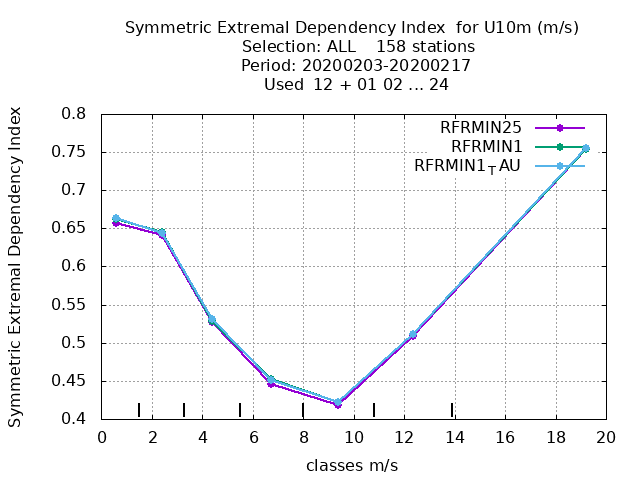 Symmetric Extremal Dependency Index for U10m (m/s)
Selection: ALL 158 stations
Period: 20200203-20200217
Used 12 + 01 02 ... 24
Symmetric Extremal Dependency Index
0.8
0.75
0.7
0.65
0.6
0.55
0.5
0.45
0.4
RFRMIN25
RFRMIN1
RFRMIN1TAU
0 2 4 6 8 10 12 14 16 18 20
classes m/s